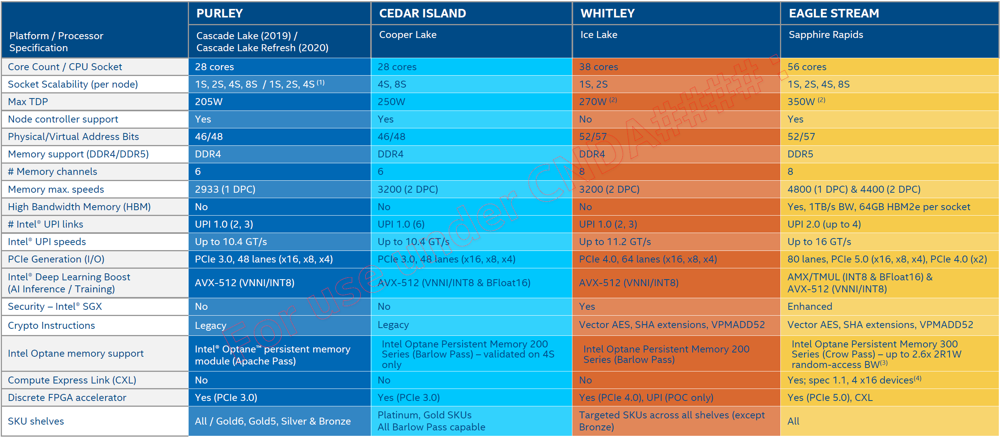 PURLEY
CEDAR ISLAND
WHITLEY
EAGLE STREAM
Platform / Processor
Specification
Cascade Lake (2019) /
Cascade Lake Refresh (2020)
Cooper Lake
Ice Lake
Sapphire Rapids
Core Count / CPU Socket
28 cores
28 cores
38 cores
56 cores
Socket Scalability (per node)
1S, 2S, 4S, 8S / 1S, 2S, 4S (1)
4S, 8S
1S, 2S
1S, 2S, 4S, 8S
Max TDP
205W
250W
270W (2)
350W (2)
Node controller support
Yes
Yes
No
Yes
Physical/Virtual Address Bits
46/48
46/48
52/57
52/57
Memory support (DDR4/DDR5)
DDR4
DDR4
DDR4
DDR5
# Memory channels
6
6
8
8
Memory max. speeds
2933 (1 DPC)
3200 (2 DPC)
3200 (2 DPC)
4800 (1 DPC) & 4400 (2 DPC)
High Bandwidth Memory (HBM)
No
No
No
Yes, 1TB/s BW, 64GB HBM2e per socket
# Intel® UPI links
UPI 1.0 (2, 3)
UPI 1.0 (6)
UPI 1.0 (2, 3)
UPI 2.0 (up to 4)
Intel® UPI speeds
Up to 10.4 GT/s
Up to 10.4 GT/s
Up to 11.2 GT/s
Up to 16 GT/s
PCIe Generation (I/O)
PCIe 3.0, 48 lanes (x16, x8, x4)
PCIe 3.0, 48 lanes (x16, x8, x4)
PCIe 4.0, 64 lanes (x16, x8, x4)
80 lanes, PCIe 5.0 (x16, x8, x4), PCIe 4.0 (x2)
Intel® Deep Learning Boost
(AI Inference / Training)
AVX-512 (VNNI/INT8)
AVX-512 (VNNI/INT8 & BFloat16)
AVX-512 (VNNI/INT8)
AMX/TMUL (INT8 & BFloat16) &
AVX-512 (VNNI/INT8)
Security – Intel® SGX
No
No
Yes
Enhanced
Crypto Instructions
Legacy
Legacy
Vector AES, SHA extensions, VPMADD52
Vector AES, SHA extensions, VPMADD52
Intel Optane memory support
Intel® Optane™ persistent memory
module (Apache Pass)
Intel Optane Persistent Memory 200
Series (Barlow Pass) – validated on 4S
only
Intel Optane Persistent Memory 200
Series (Barlow Pass)
Intel Optane Persistent Memory 300
Series (Crow Pass) – up to 2.6x 2R1W
random-access BW(3)
Compute Express Link (CXL)
No
No
No
Yes; spec 1.1, 4 x16 devices(4)
Discrete FPGA accelerator
Yes (PCIe 3.0)
Yes (PCIe 3.0)
Yes (PCIe 4.0), UPI (POC only)
Yes (PCIe 5.0), CXL
SKU shelves
All / Gold6, Gold5, Silver & Bronze
Platinum, Gold SKUs
All Barlow Pass capable
Targeted SKUs across all shelves (except
Bronze)
All
For use under CNDA##### :